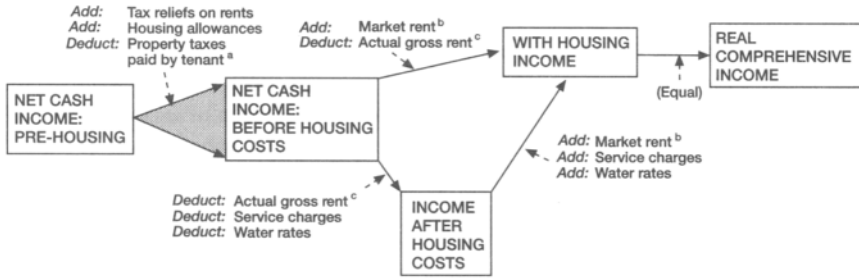 Add: Tax reliefs on rents
Add: Housing allowances
Deduct: Property taxes
paid by tenant a
Add: Market rent b
Deduct: Actual gross rent c
WITH HOUSING
INCOME
REAL
COMPREHENSIVE
INCOME
(Equal)
NET CASH
INCOME:
PRE-HOUSING
NET CASH
INCOME:
BEFORE HOUSING
COSTS
Add: Market rent b
Add: Service charges
Add: Water rates
Deduct: Actual gross rent c
Deduct: Service charges
Deduct: Water rates
INCOME
AFTER
HOUSING
COSTS